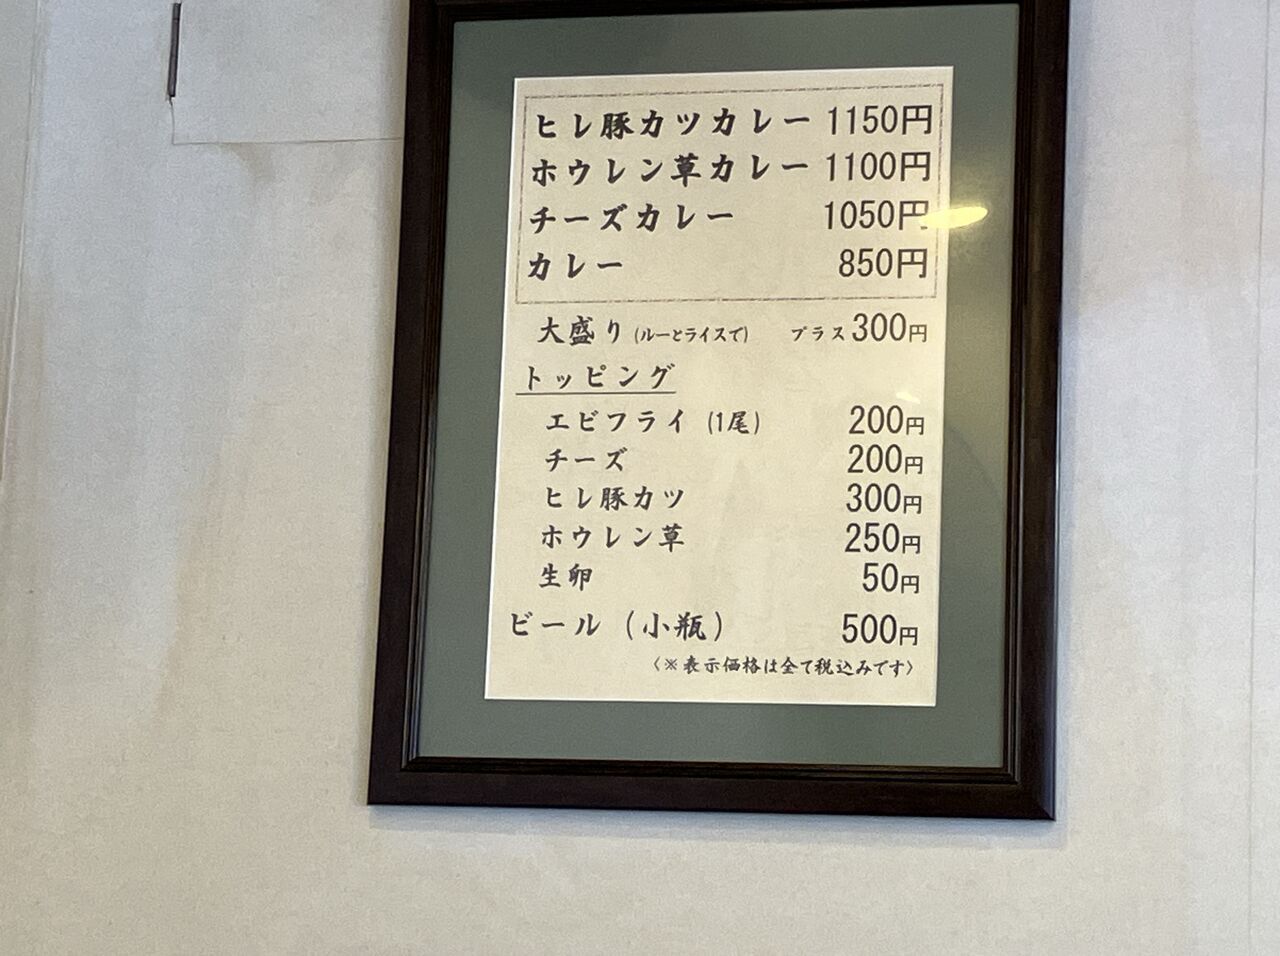 ヒレ豚カツカレー 1150円
ホウレン草カレー 1100円
チーズカレー 1050円
カレー 850円
大盛り (ルーとライスで) プラス300円
トッピング
エビフライ (1尾) 200円
チーズ 200円
ヒレ豚カツ 300円
ホウレン草 250円
生卵 50円
ビール (小瓶) 500円
〈※表示価格は全て税込みです〉